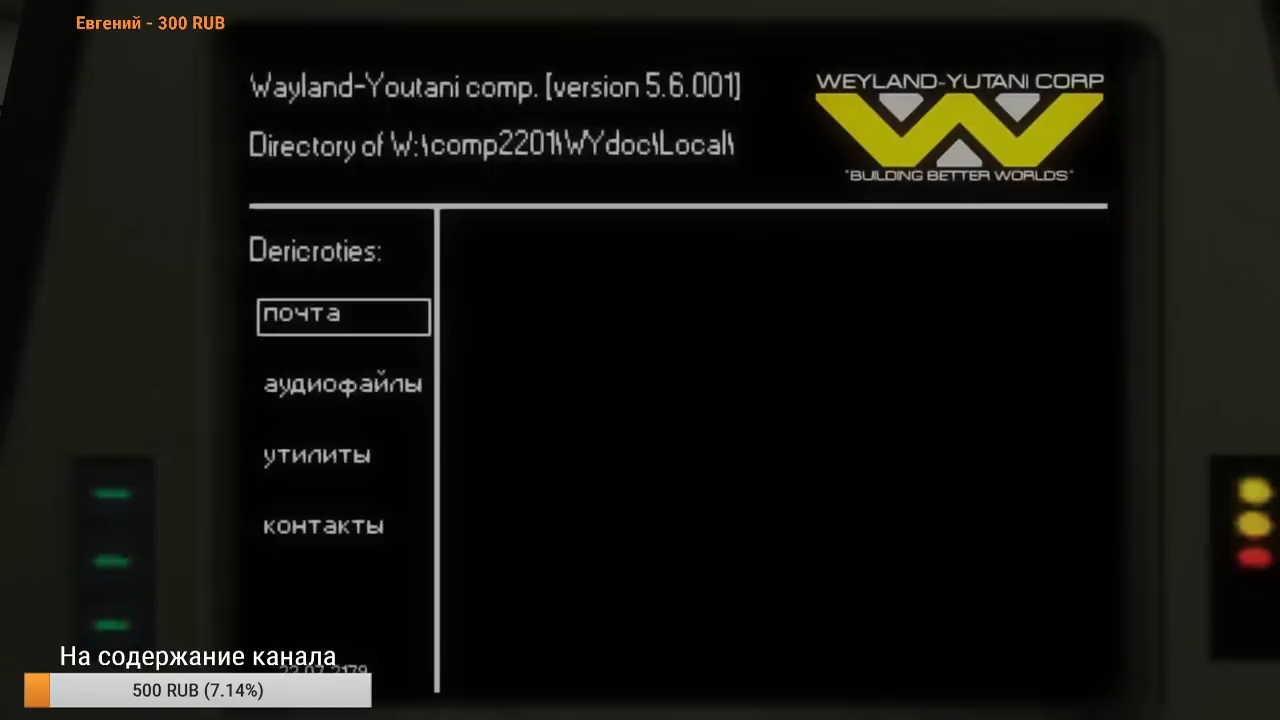 Евгений - 300 RUB
Wayland-Youtani comp. [version 5.6.001]
Directory of W:\comp2201\WYdoc\Local\
WEYLAND-YUTANI CORP
"BUILDING BETTER WORLDS"
Dericroties:
почта
аудиофайлы
утилиты
контакты
На содержание канала
500 RUB (7.14%)